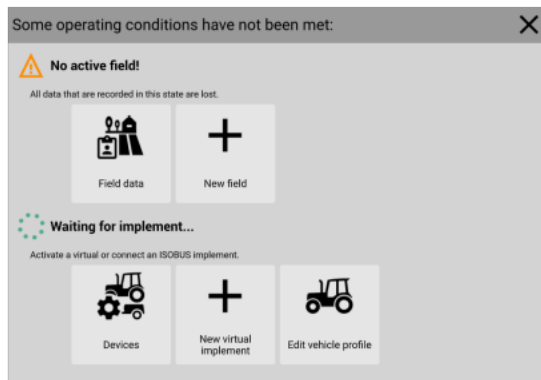 Some operating conditions have not been met:
No active field!
All data that are recorded in this state are lost.
Field data
New field
Waiting for implement...
Activate a virtual or connect an ISOBUS implement.
Devices
New virtual
implement
Edit vehicle profile